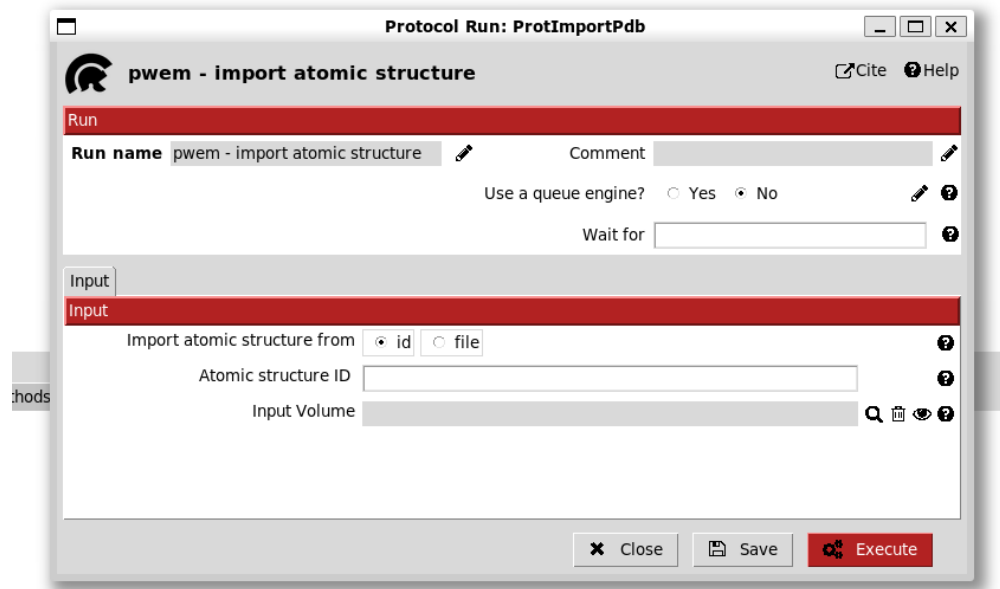 Protocol Run: ProtImportPdb
pwem - import atomic structure
Cite Help
Run
Run name pwem - import atomic structure Comment
Use a queue engine? Yes No
Wait for
Input
Input
Import atomic structure from id file
Atomic structure ID
thods
Input Volume
Close Save Execute